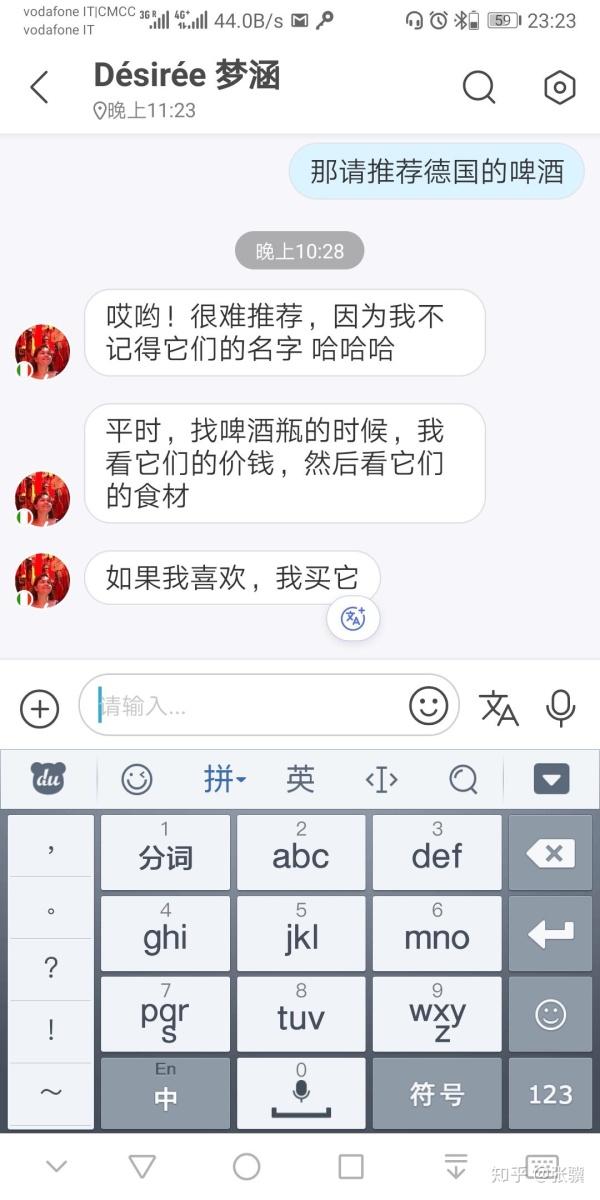 vodafone IT|CMCC 3G R 4G+ 44.0B/s 59 23:23
vodafone IT
Désirée 梦涵
晚上11:23
那请推荐德国的啤酒
晚上10:28
哎哟！很难推荐，因为我不
记得它们的名字 哈哈哈
平时，找啤酒瓶的时候，我
看它们的价钱，然后看它们
的食材
如果我喜欢，我买它
请输入...
du 拼 英
， 1 分词 2 abc 3 def
。 4 ghi 5 jkl 6 mno
？ 7 pqrs 8 tuv 9 wxyz
！
～ En 中 0 符号 123
知乎 @张骥